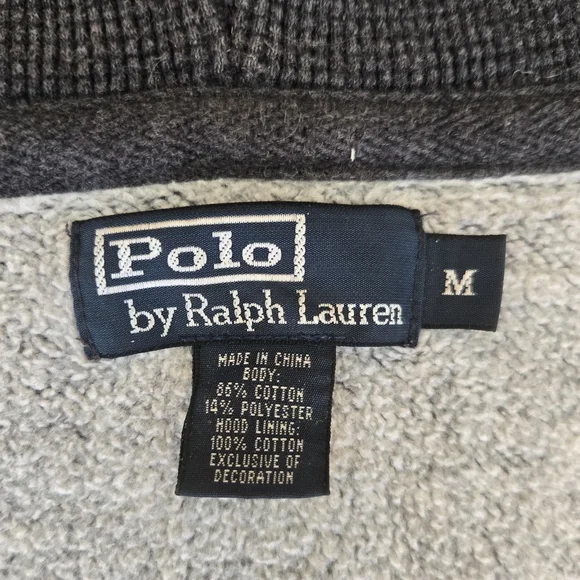 Polo
by Ralph Lauren
M
MADE IN CHINA
BODY:
86% COTTON
14% POLYESTER
HOOD LINING:
100% COTTON
EXCLUSIVE OF
DECORATION